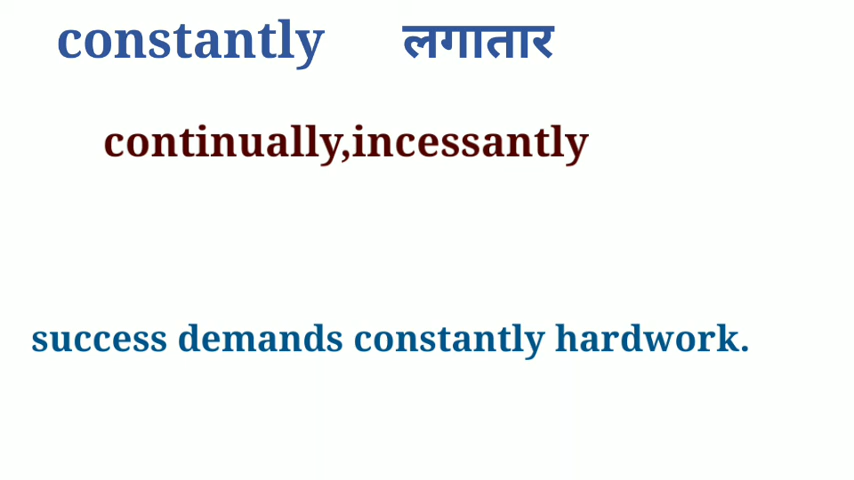 constantly लगातार
continually,incessantly
success demands constantly hardwork.